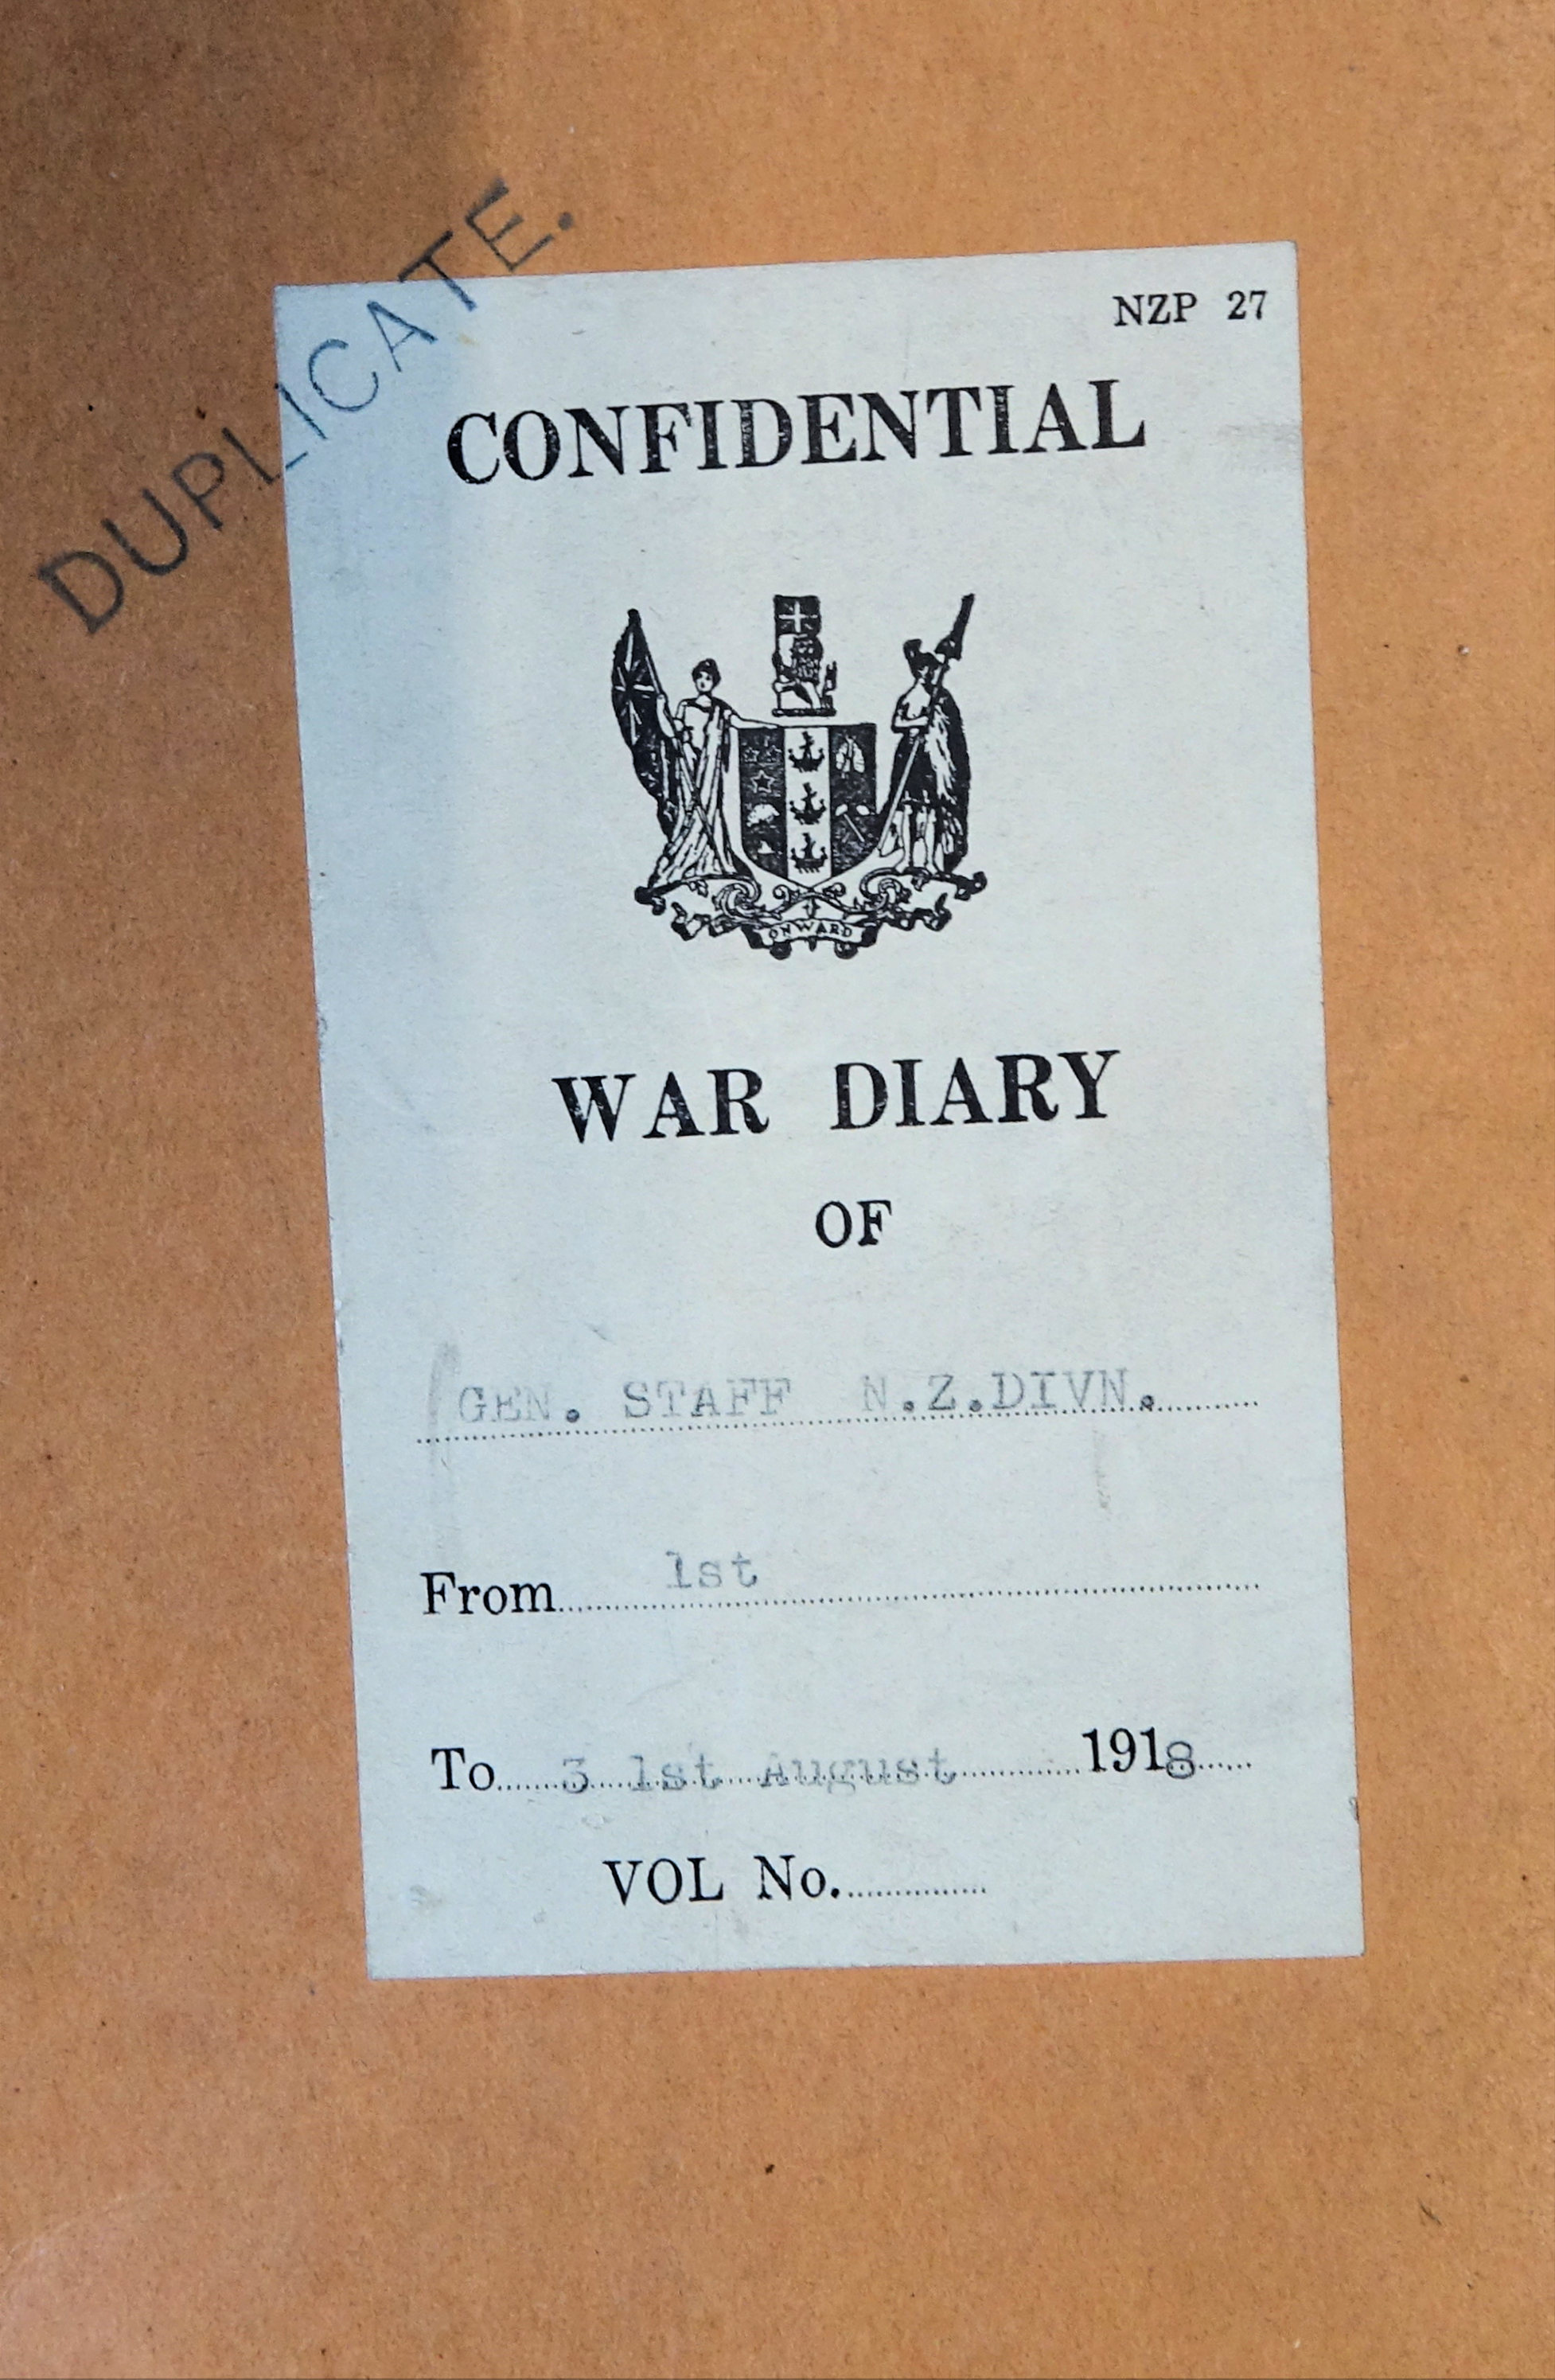 DUPLICATE.
NZP 27
CONFIDENTIAL
ONWARD
WAR DIARY
OF
GEN. STAFF N.Z.DIVN.
From 1st
To 3 1st August 1918
VOL No.